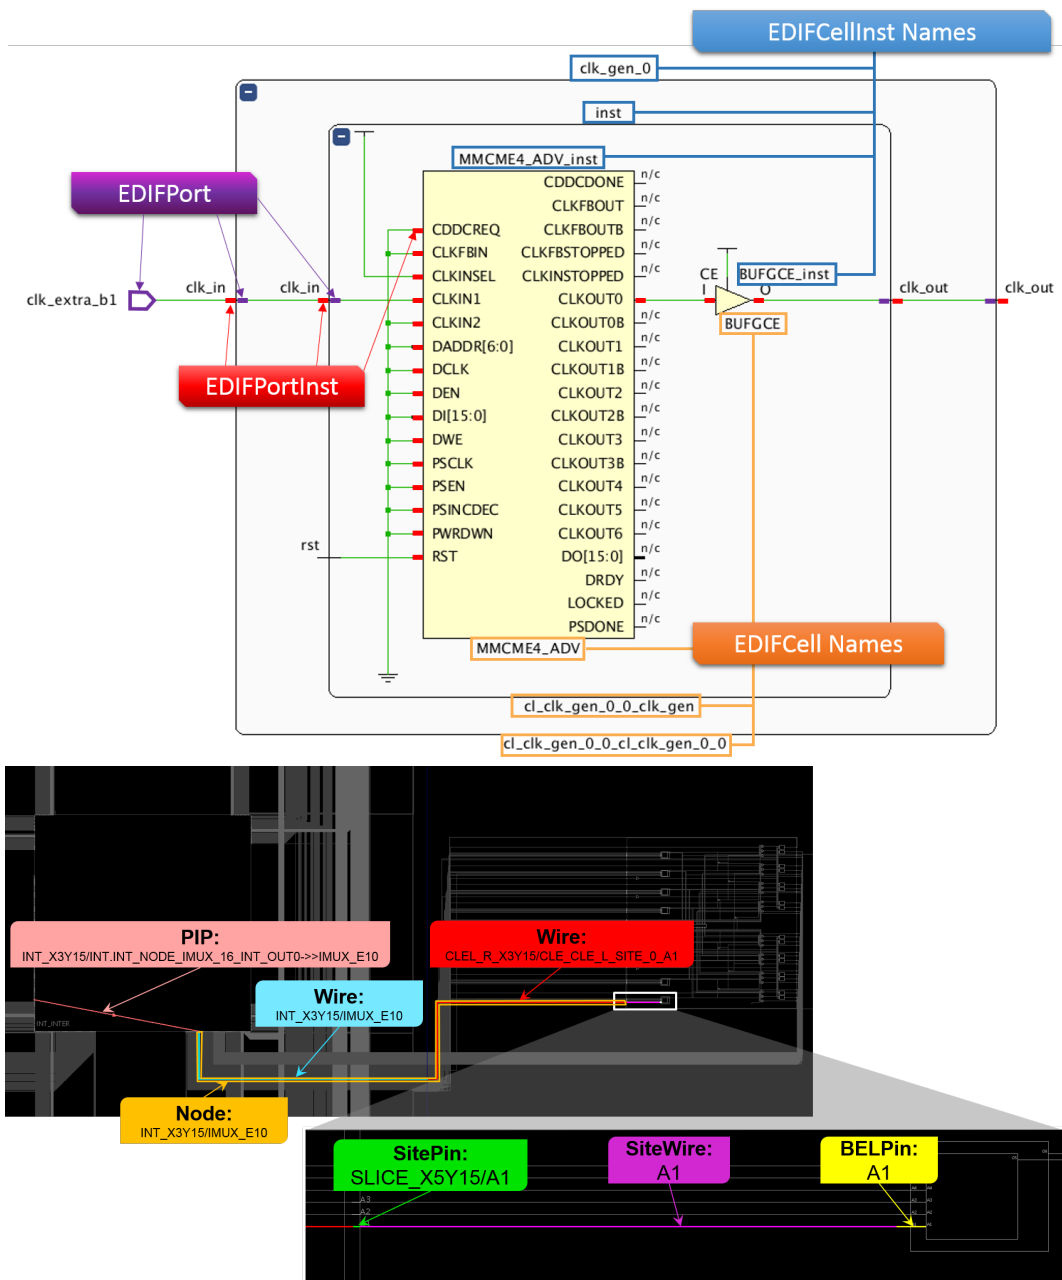 EDIFCellInst Names
clk_gen_0
inst
MMCME4_ADV_inst
EDIFPort
clk_extra_b1
clk_in
clk_in
EDIFPortInst
CDDCREQ
CLKFBIN
CLKINSEL
CLKIN1
CLKIN2
DADDR[6:0]
DCLK
DEN
DI[15:0]
DWE
PSCLK
PSEN
PSINCDEC
PWRDWN
RST
rst
CDDCDONE n/c
CLKFBOUT n/c
CLKFBOUTB n/c
CLKFBSTOPPED n/c
CLKINSTOPPED n/c
CLKOUT0
CLKOUT0B n/c
CLKOUT1 n/c
CLKOUT1B n/c
CLKOUT2 n/c
CLKOUT2B n/c
CLKOUT3 n/c
CLKOUT3B n/c
CLKOUT4 n/c
CLKOUT5 n/c
CLKOUT6 n/c
DO[15:0] n/c
DRDY n/c
LOCKED n/c
PSDONE n/c
BUFGCE_inst
CE
I
O
BUFGCE
clk_out
clk_out
MMCME4_ADV
EDIFCell Names
cl_clk_gen_0_0_clk_gen
cl_clk_gen_0_0_cl_clk_gen_0_0
PIP:
INT_X3Y15/INT.INT_NODE_IMUX_16_INT_OUT0->>IMUX_E10
Wire:
CLEL_R_X3Y15/CLE_CLE_L_SITE_0_A1
Wire:
INT_X3Y15/IMUX_E10
INT_INTER
Node:
INT_X3Y15/IMUX_E10
SitePin:
SLICE_X5Y15/A1
SiteWire:
A1
BELPin:
A1
A3
A2